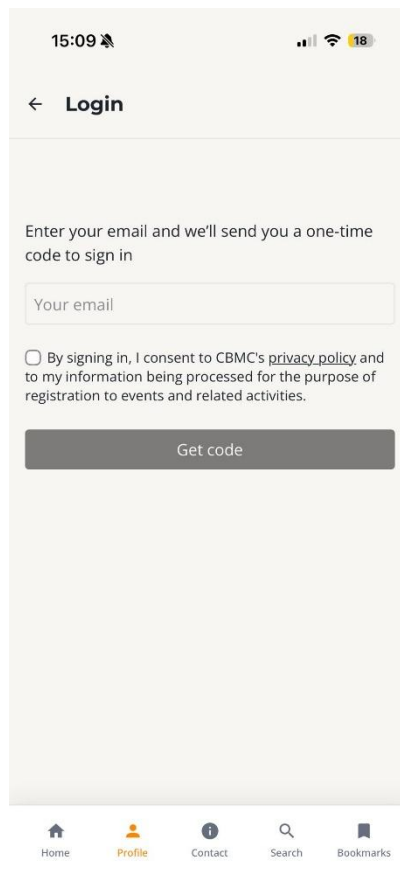 15:09
18
Login
Enter your email and we'll send you a one-time
code to sign in
Your email
By signing in, I consent to CBMC's privacy policy and
to my information being processed for the purpose of
registration to events and related activities.
Get code
Home Profile Contact Search Bookmarks